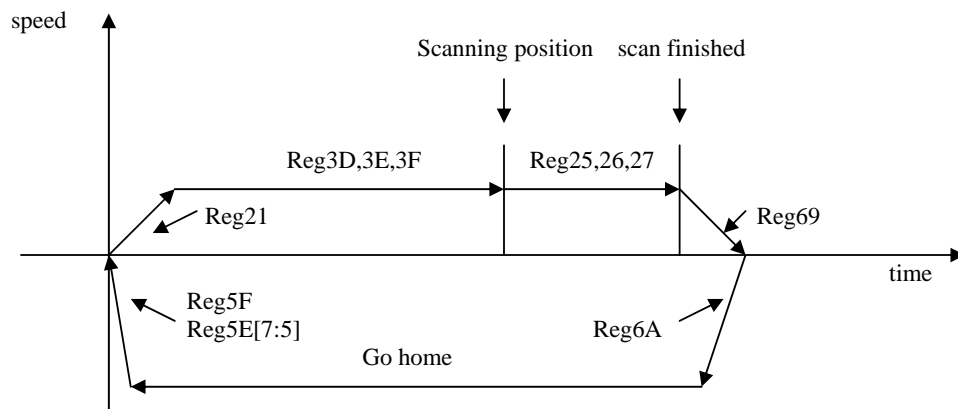 speed
Scanning position
scan finished
Reg3D,3E,3F
Reg25,26,27
Reg21
Reg69
time
Reg5F
Reg5E[7:5]
Reg6A
Go home